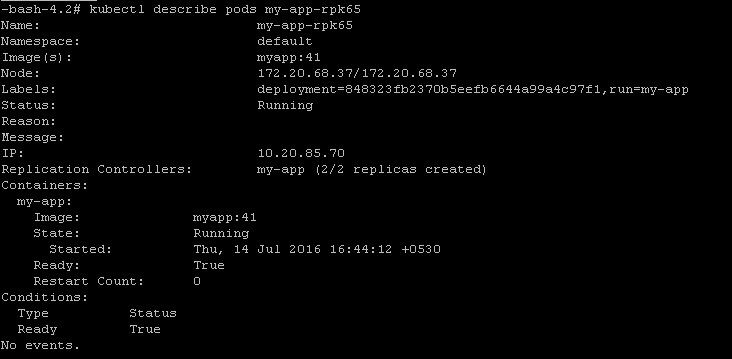 -bash-4.2# kubectl describe pods my-app-rpk65
Name:                           my-app-rpk65
Namespace:                      default
Image(s):                       myapp:41
Node:                           172.20.68.37/172.20.68.37
Labels:                         deployment=848323fb2370b5eefb6644a99a4c97f1,run=my-app
Status:                         Running
Reason:
Message:
IP:                             10.20.85.70
Replication Controllers:        my-app (2/2 replicas created)
Containers:
  my-app:
    Image:              myapp:41
    State:              Running
      Started:          Thu, 14 Jul 2016 16:44:12 +0530
    Ready:              True
    Restart Count:      0
Conditions:
  Type          Status
  Ready         True
No events.